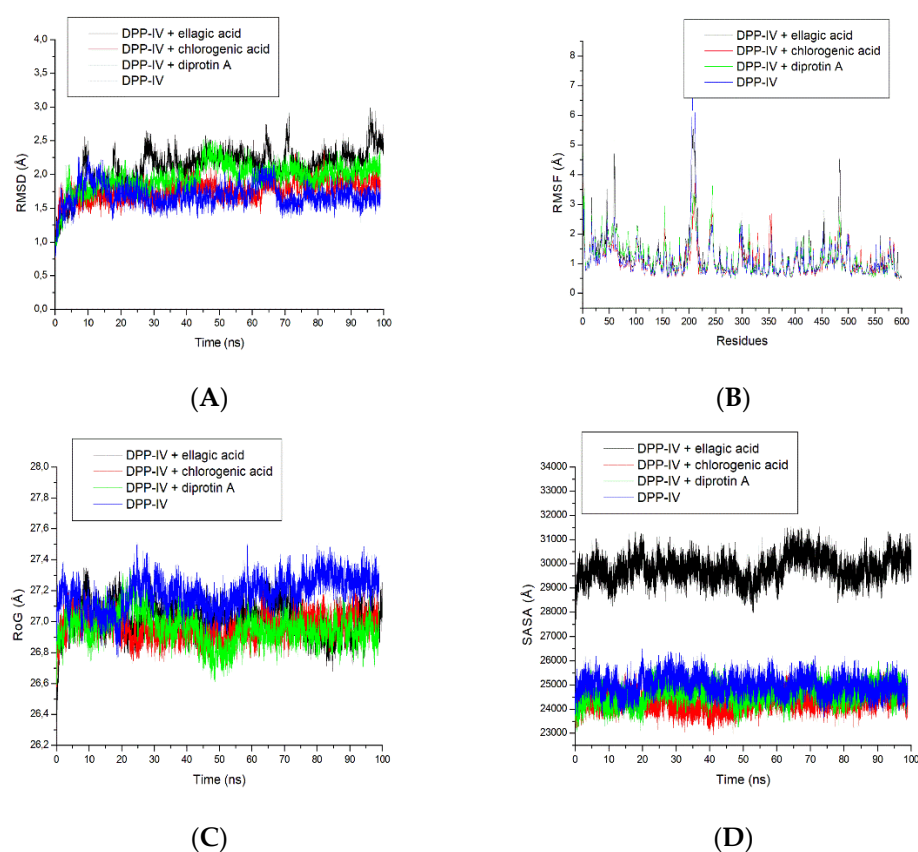 DPP-IV + ellagic acid
DPP-IV + chlorogenic acid
DPP-IV + diprotin A
DPP-IV
4,0
3,5
3,0
2,5
2,0
1,5
1,0
0,5
0,0
RMSD (Å)
0 10 20 30 40 50 60 70 80 90 100
Time (ns)
(A)
DPP-IV + ellagic acid
DPP-IV + chlorogenic acid
DPP-IV + diprotin A
DPP-IV
8
7
6
5
4
3
2
1
0
RMSF (Å)
0 50 100 150 200 250 300 350 400 450 500 550 600
Residues
(B)
DPP-IV + ellagic acid
DPP-IV + chlorogenic acid
DPP-IV + diprotin A
DPP-IV
28,0
27,8
27,6
27,4
27,2
27,0
26,8
26,6
26,4
26,2
RoG (Å)
0 10 20 30 40 50 60 70 80 90 100
Time (ns)
(C)
DPP-IV + ellagic acid
DPP-IV + chlorogenic acid
DPP-IV + diprotin A
DPP-IV
34000
33000
32000
31000
30000
29000
28000
27000
26000
25000
24000
23000
SASA (Å)
0 10 20 30 40 50 60 70 80 90 100
Time (ns)
(D)